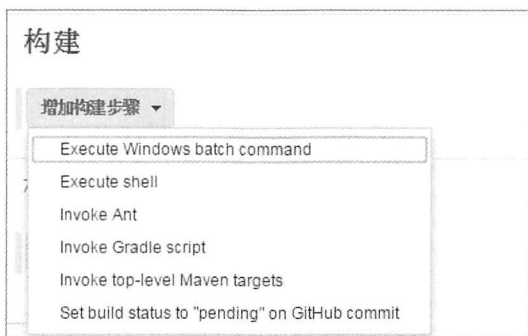 构建
增加构建步骤
Execute Windows batch command
Execute shell
Invoke Ant
Invoke Gradle script
Invoke top-level Maven targets
Set build status to "pending" on GitHub commit